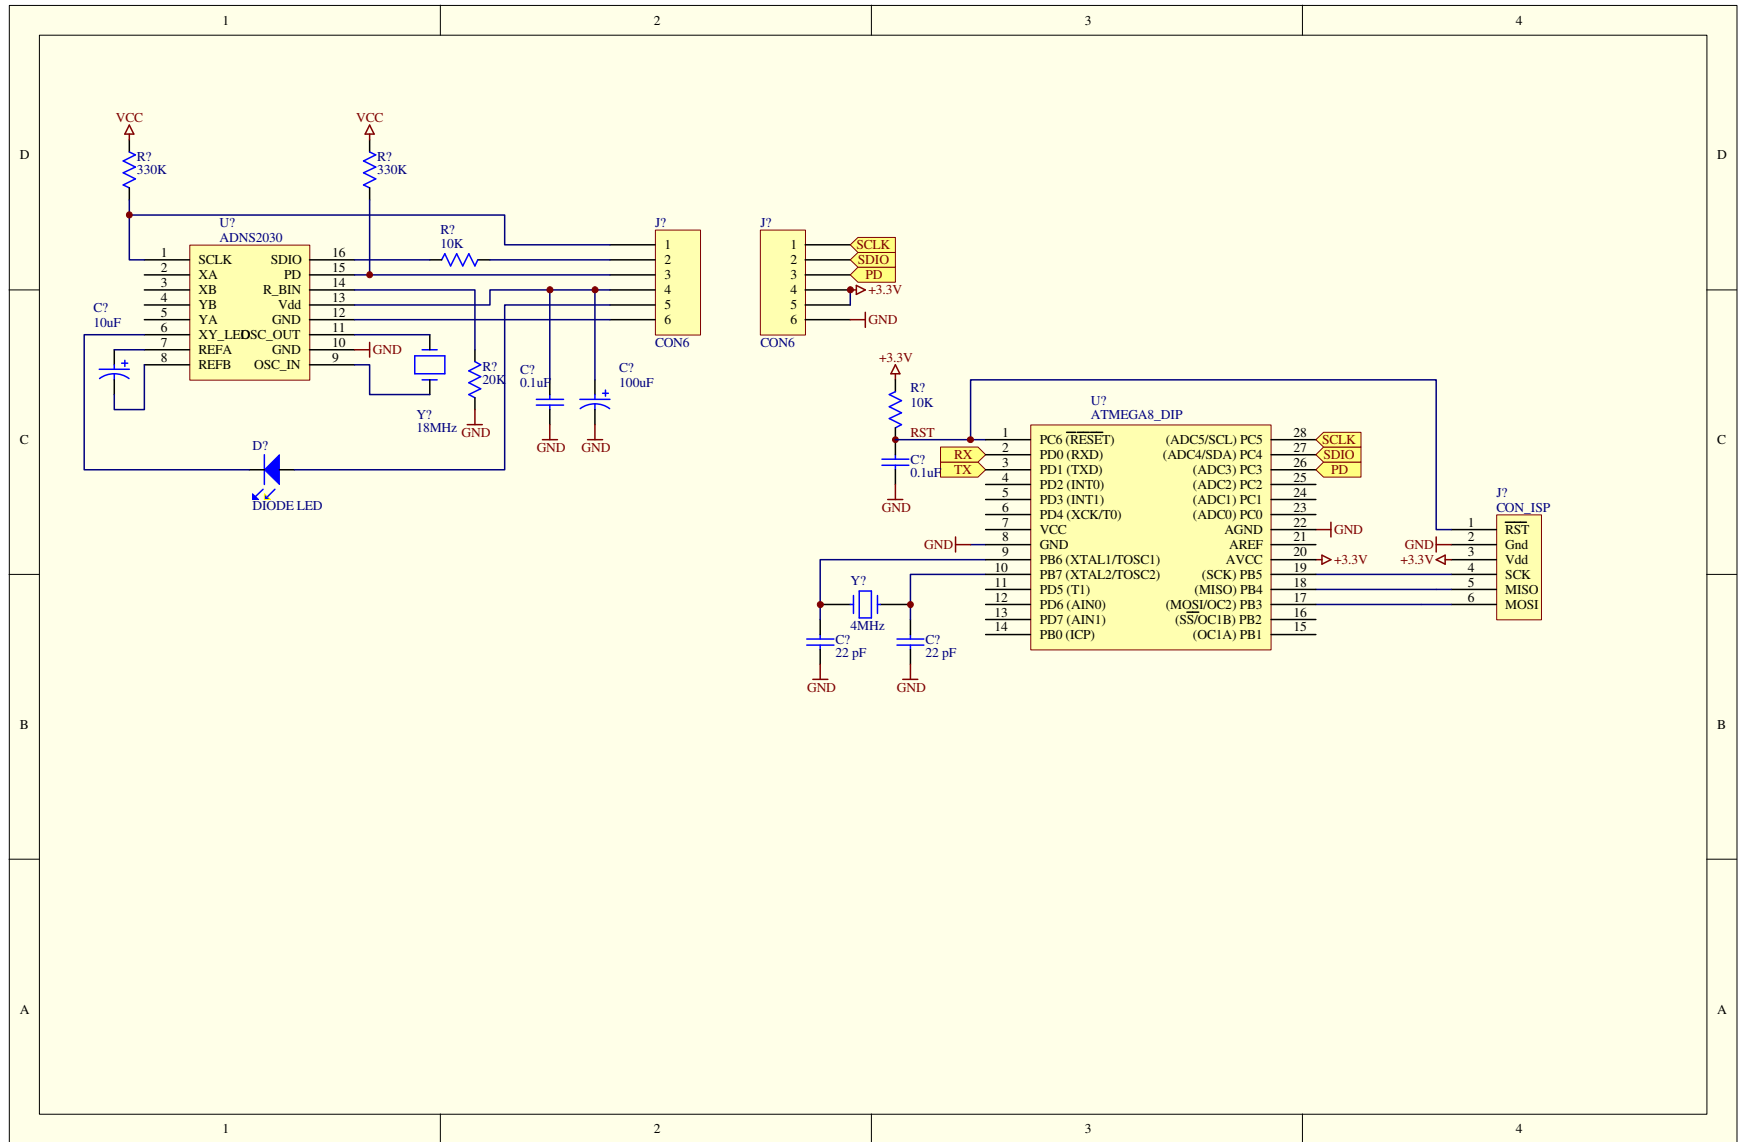 1 2 3 4
D D
VCC VCC
R? R?
330K 330K
U? R? J? J?
ADNS2030 10K
1 SCLK SDIO 16 1 1 SCLK
2 XA PD 15 2 2 SDIO
3 XB R_BIN 14 3 3 PD
4 YB Vdd 13 4 4 +3.3V
5 YA GND 12 5 5
6 XY_LED OSC_OUT 11 6 6 GND
7 REFA GND 10 GND CON6 CON6
8 REFB OSC_IN 9
C?
10uF
+
Y?
18MHz
R?
20K
GND
C?
0.1uF
GND
C?
100uF
+
GND
D?
DIODE LED
+3.3V
R?
10K
RST
C?
0.1uF
GND
U?
ATMEGA8_DIP
C C
1 PC6 (RESET) (ADC5/SCL) PC5 28 SCLK
RX 2 PD0 (RXD) (ADC4/SDA) PC4 27 SDIO
TX 3 PD1 (TXD) (ADC3) PC3 26 PD
4 PD2 (INT0) (ADC2) PC2 25
5 PD3 (INT1) (ADC1) PC1 24
6 PD4 (XCK/T0) (ADC0) PC0 23
7 VCC AGND 22 GND
GND 8 GND AREF 21
9 PB6 (XTAL1/TOSC1) AVCC 20 +3.3V
10 PB7 (XTAL2/TOSC2) (SCK) PB5 19
11 PD5 (T1) (MISO) PB4 18
12 PD6 (AIN0) (MOSI/OC2) PB3 17
13 PD7 (AIN1) (SS/OC1B) PB2 16
14 PB0 (ICP) (OC1A) PB1 15
J?
CON_ISP
1 RST
GND 2 Gnd
+3.3V 3 Vdd
4 SCK
5 MISO
6 MOSI
Y?
4MHz
C? C?
22 pF 22 pF
GND GND
B B
A A
1 2 3 4